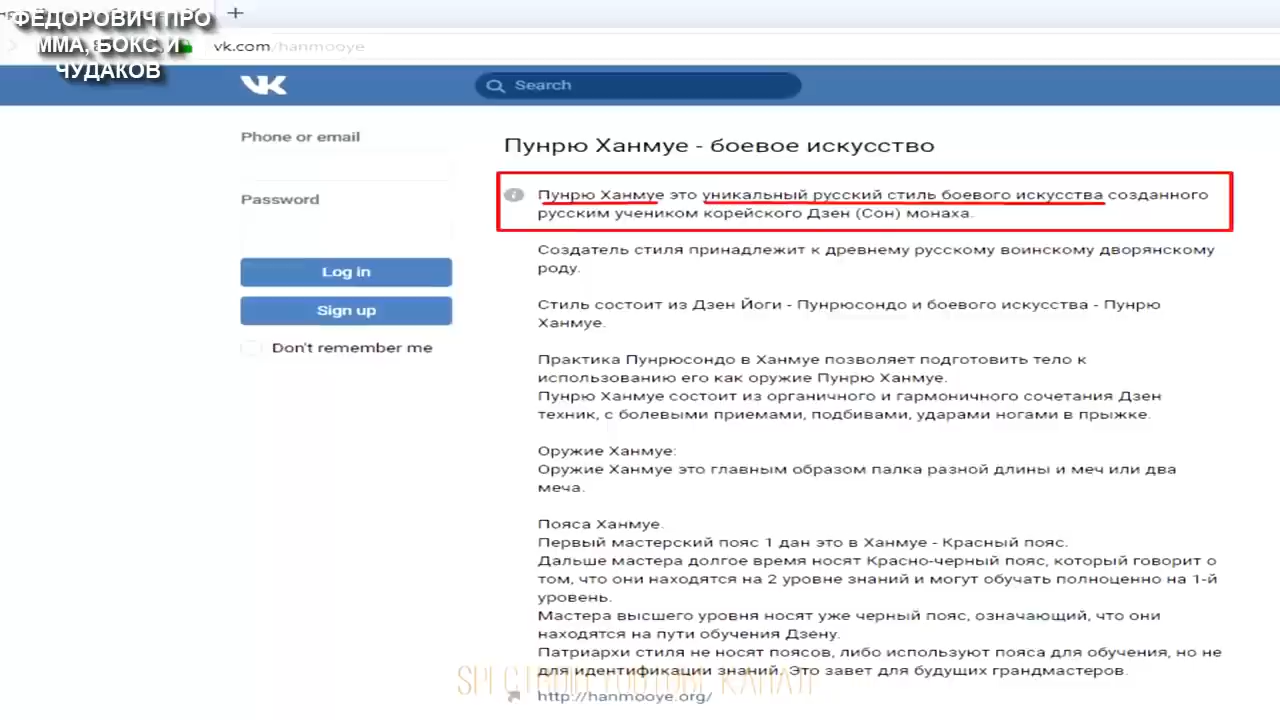 ФЁДОРОВИЧ ПРО
ММА, БОКС И
ЧУДАКОВ
vk.com/hanmooye
Search
Phone or email
Password
Log in
Sign up
Don't remember me
Пунрю Ханмуе - боевое искусство
Пунрю Ханмуе это уникальный русский стиль боевого искусства созданного
русским учеником корейского Дзен (Сон) монаха.
Создатель стиля принадлежит к древнему русскому воинскому дворянскому
роду.
Стиль состоит из Дзен Йоги - Пунрюсондо и боевого искусства - Пунрю
Ханмуе.
Практика Пунрюсондо в Ханмуе позволяет подготовить тело к
использованию его как оружие Пунрю Ханмуе.
Пунрю Ханмуе состоит из органичного и гармоничного сочетания Дзен
техник, с болевыми приемами, подбивами, ударами ногами в прыжке.
Оружие Ханмуе:
Оружие Ханмуе это главным образом палка разной длины и меч или два
меча.
Пояса Ханмуе.
Первый мастерский пояс 1 дан это в Ханмуе - Красный пояс.
Дальше мастера долгое время носят Красно-черный пояс, который говорит о
том, что они находятся на 2 уровне знаний и могут обучать полноценно на 1-й
уровень.
Мастера высшего уровня носят уже черный пояс, означающий, что они
находятся на пути обучения Дзену.
Патриархи стиля не носят поясов, либо используют пояса для обучения, но не
для идентификации знаний. Это завет для будущих грандмастеров.
http://hanmooye.org/